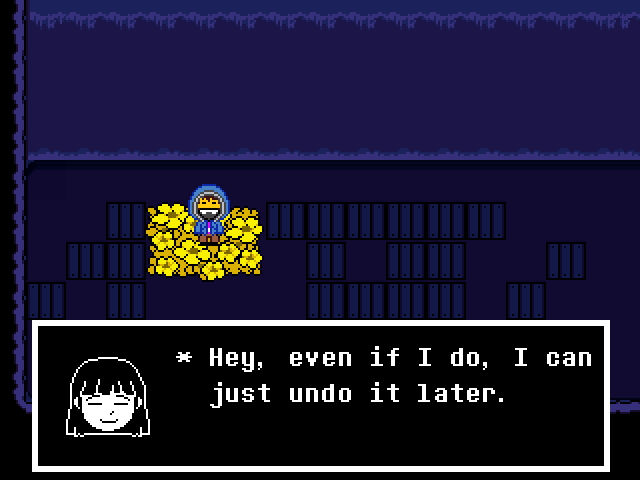 * Hey, even if I do, I can
just undo it later.